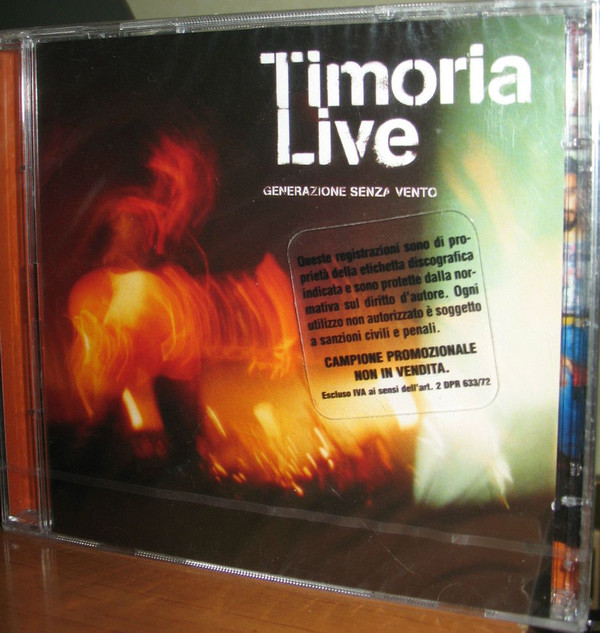 Timoria
Live
GENERAZIONE SENZA VENTO
Queste registrazioni sono di pro-
prietà della etichetta discografica
indicata e sono protette dalla nor-
mativa sul diritto d'autore. Ogni
utilizzo non autorizzato è soggetto
a sanzioni civili e penali.
CAMPIONE PROMOZIONALE
NON IN VENDITA.
Escluso IVA ai sensi dell'art. 2 DPR 633/72